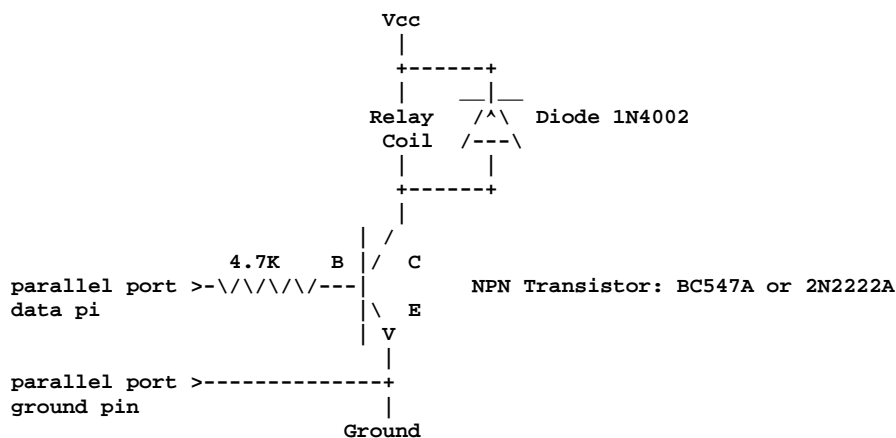 Vcc
Diode 1N4002
Relay
Coil
4.7K B C
parallel port NPN Transistor: BC547A or 2N2222A
data pi E
V
parallel port
ground pin
Ground